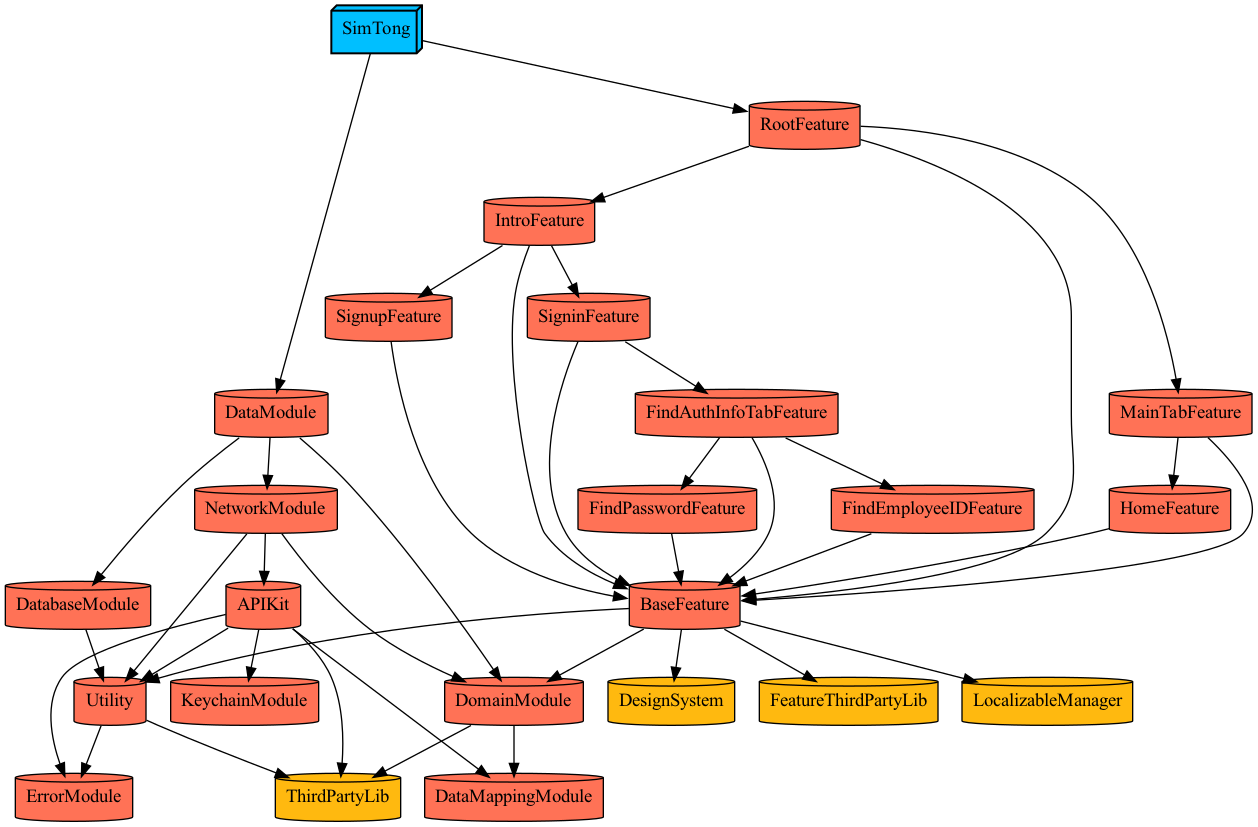 SimTong
RootFeature
IntroFeature
SignupFeature
SigninFeature
DataModule
FindAuthInfoTabFeature
MainTabFeature
NetworkModule
FindPasswordFeature
FindEmployeeIDFeature
HomeFeature
DatabaseModule
APIKit
BaseFeature
Utility
KeychainModule
DomainModule
DesignSystem
FeatureThirdPartyLib
LocalizableManager
ErrorModule
ThirdPartyLib
DataMappingModule